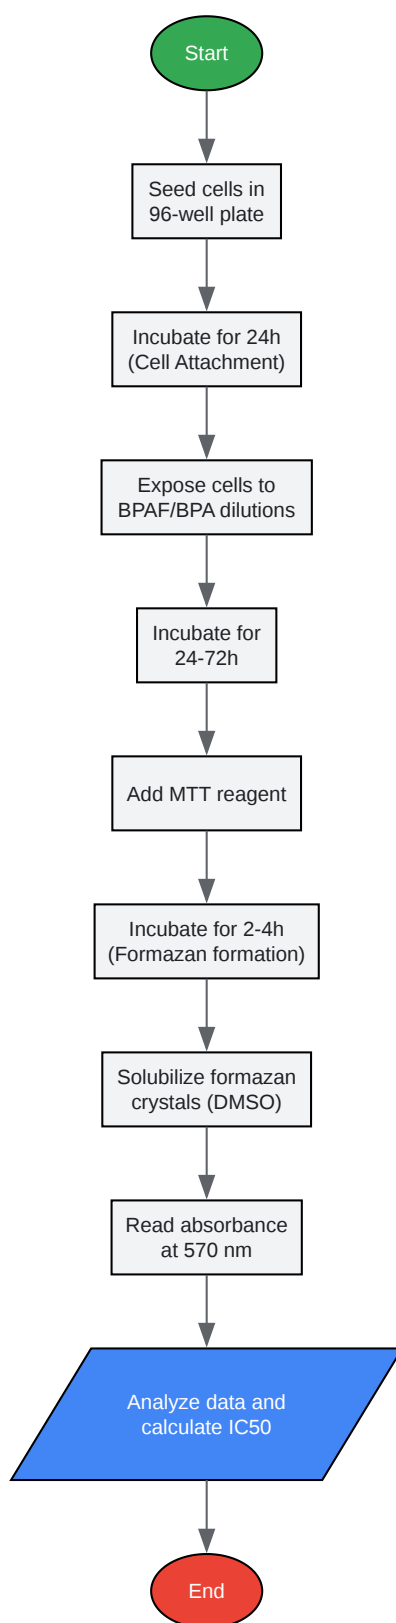 Start
Seed cells in
96-well plate
Incubate for 24h
(Cell Attachment)
Expose cells to
BPAF/BPA dilutions
Incubate for
24-72h
Add MTT reagent
Incubate for 2-4h
(Formazan formation)
Solubilize formazan
crystals (DMSO)
Read absorbance
at 570 nm
Analyze data and
calculate IC50
End